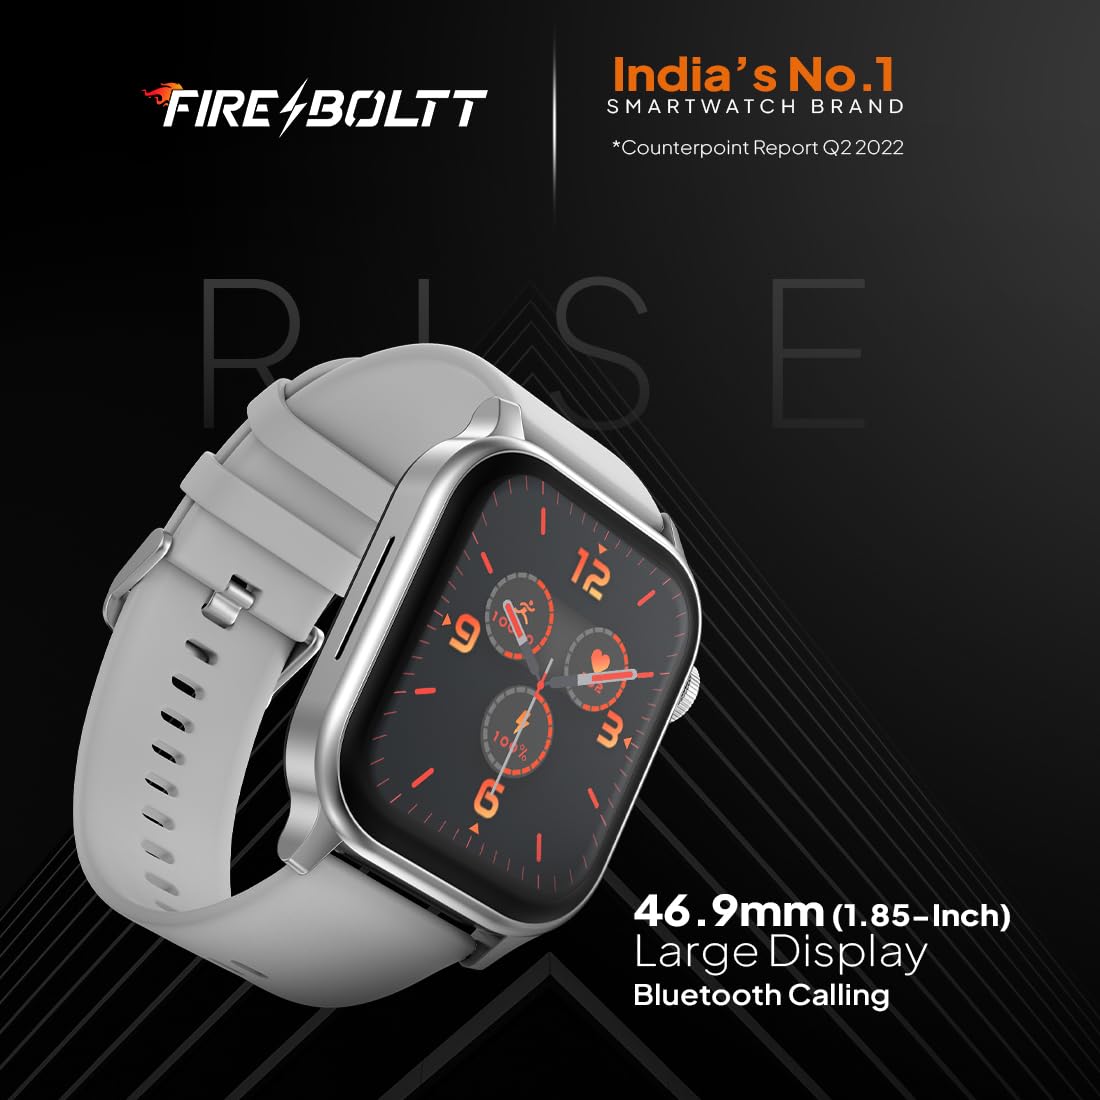 FIRE BOLTT
India's No.1
SMARTWATCH BRAND
*Counterpoint Report Q2 2022
RISE
12
9
3
100%
6
46.9mm (1.85-Inch)
Large Display
Bluetooth Calling